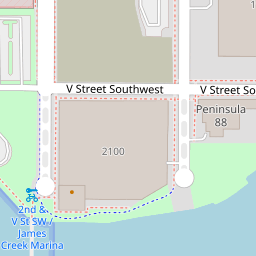 V Street Southwest
V Street So
Peninsula
88
2100
2nd &
V St SW /
James
Creek Marina